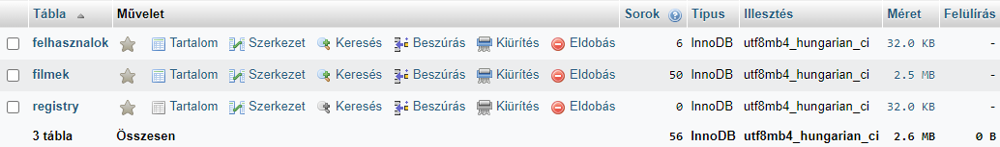 Tábla Művelet Sorok Típus Illesztés Méret Felülírás
felhasznalok Tartalom Szerkezet Keresés Beszúrás Kiürítés Eldobás 6 InnoDB utf8mb4_hungarian_ci 32.0 KB -
filmek Tartalom Szerkezet Keresés Beszúrás Kiürítés Eldobás 50 InnoDB utf8mb4_hungarian_ci 2.5 MB -
registry Tartalom Szerkezet Keresés Beszúrás Kiürítés Eldobás 0 InnoDB utf8mb4_hungarian_ci 32.0 KB -
3 tábla Összesen 56 InnoDB utf8mb4_hungarian_ci 2.6 MB 0 B